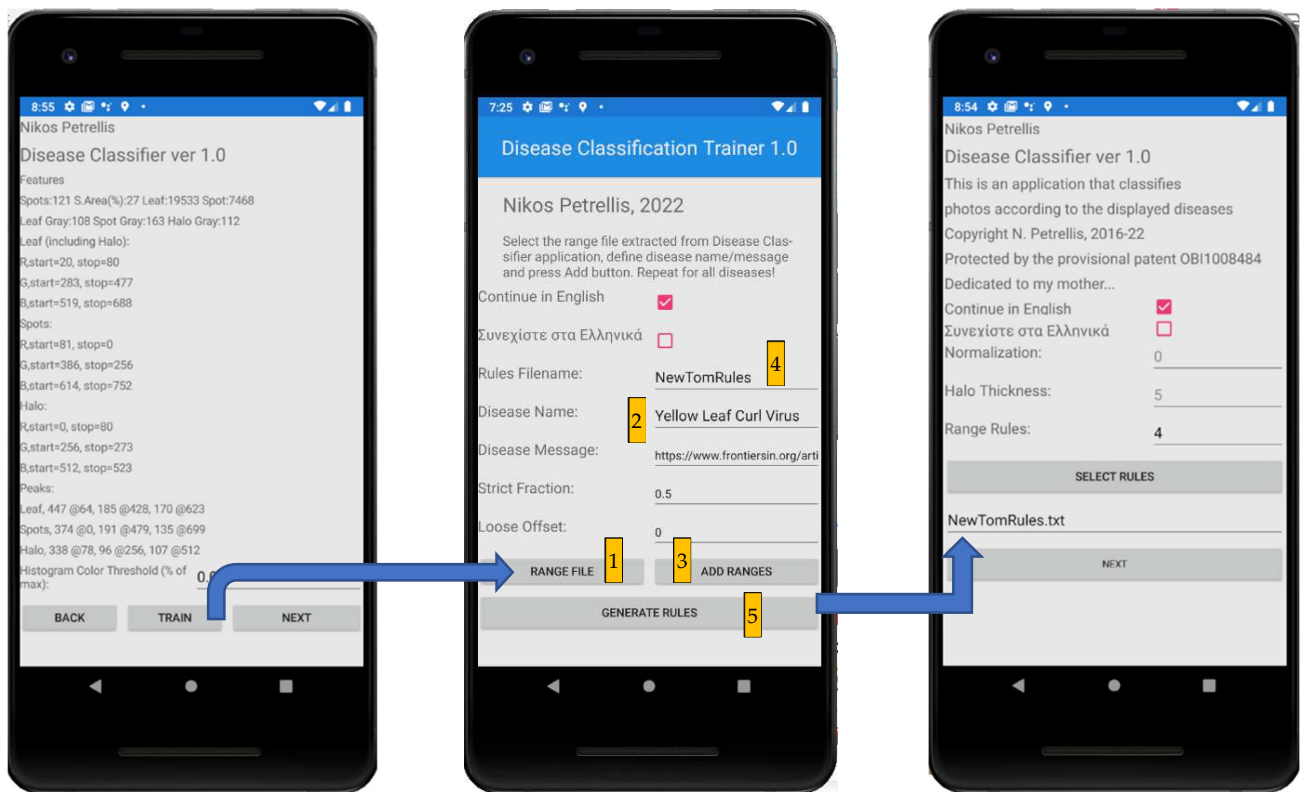 8:55
Nikos Petrellis
Disease Classifier ver 1.0
Features
Spots:121 S.Area(%):27 Leaf:19533 Spot:7468
Leaf Gray:108 Spot Gray:163 Halo Gray:112
Leaf (including Halo):
R,start=20, stop=80
G,start=283, stop=477
B,start=519, stop=688
Spots:
R,start=81, stop=0
G,start=386, stop=256
B,start=614, stop=752
Halo:
R,start=0, stop=80
G,start=256, stop=273
B,start=512, stop=523
Peaks:
Leaf, 447 @64, 185 @428, 170 @623
Spots, 374 @0, 191 @479, 135 @699
Halo, 338 @78, 96 @256, 107 @512
Histogram Color Threshold (% of
max):
BACK TRAIN NEXT
7:25
Disease Classification Trainer 1.0
Nikos Petrellis, 2022
Select the range file extracted from Disease Clas-
sifier application, define disease name/message
and press Add button. Repeat for all diseases!
Continue in English
Συνεχίστε στα Ελληνικά
Rules Filename: NewTomRules 4
Disease Name: 2 Yellow Leaf Curl Virus
Disease Message: https://www.frontiersin.org/arti
Strict Fraction: 0.5
Loose Offset: 0
RANGE FILE 1 3 ADD RANGES
GENERATE RULES 5
8:54
Nikos Petrellis
Disease Classifier ver 1.0
This is an application that classifies
photos according to the displayed diseases
Copyright N. Petrellis, 2016-22
Protected by the provisional patent OBI1008484
Dedicated to my mother...
Continue in English
Συνεχίστε στα Ελληνικά
Normalization: 0
Halo Thickness: 5
Range Rules: 4
SELECT RULES
NewTomRules.txt
NEXT